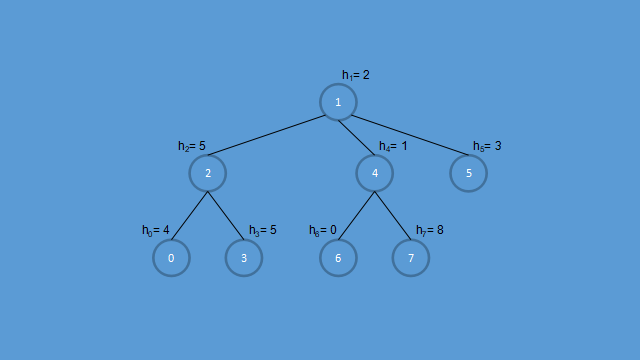 h₁= 2
1
h₂= 5
h₄= 1
h₅= 3
2
4
5
h₀= 4
h₃= 5
h₆= 0
h₇= 8
0
3
6
7